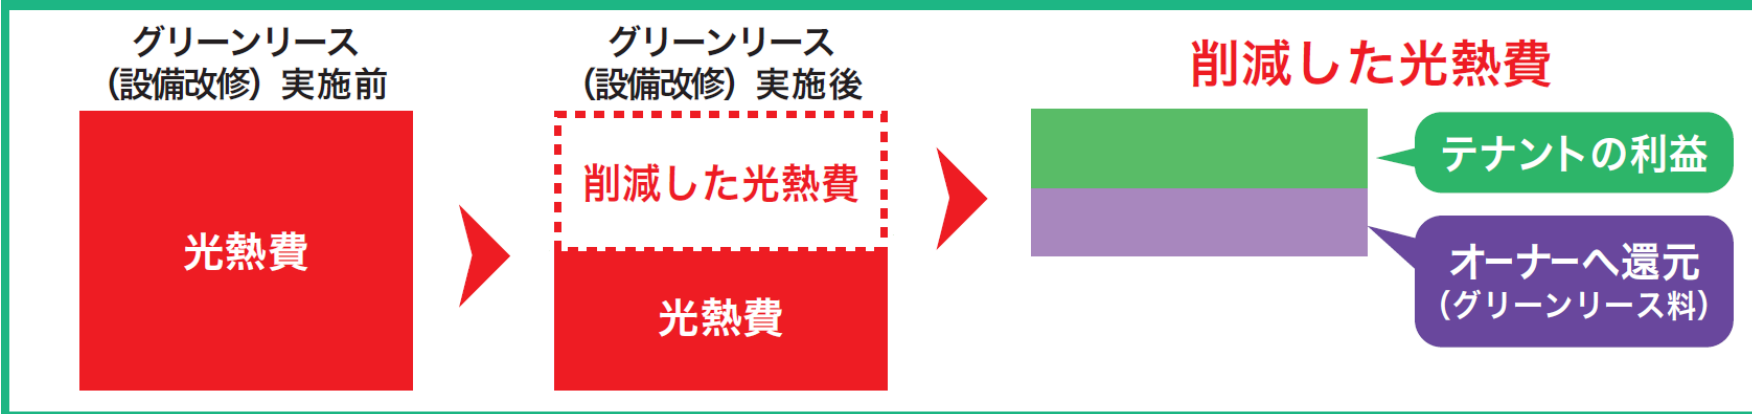 グリーンリース
（設備改修）実施前
光熱費
グリーンリース
（設備改修）実施後
削減した光熱費
光熱費
削減した光熱費
テナントの利益
オーナーへ還元
（グリーンリース料）